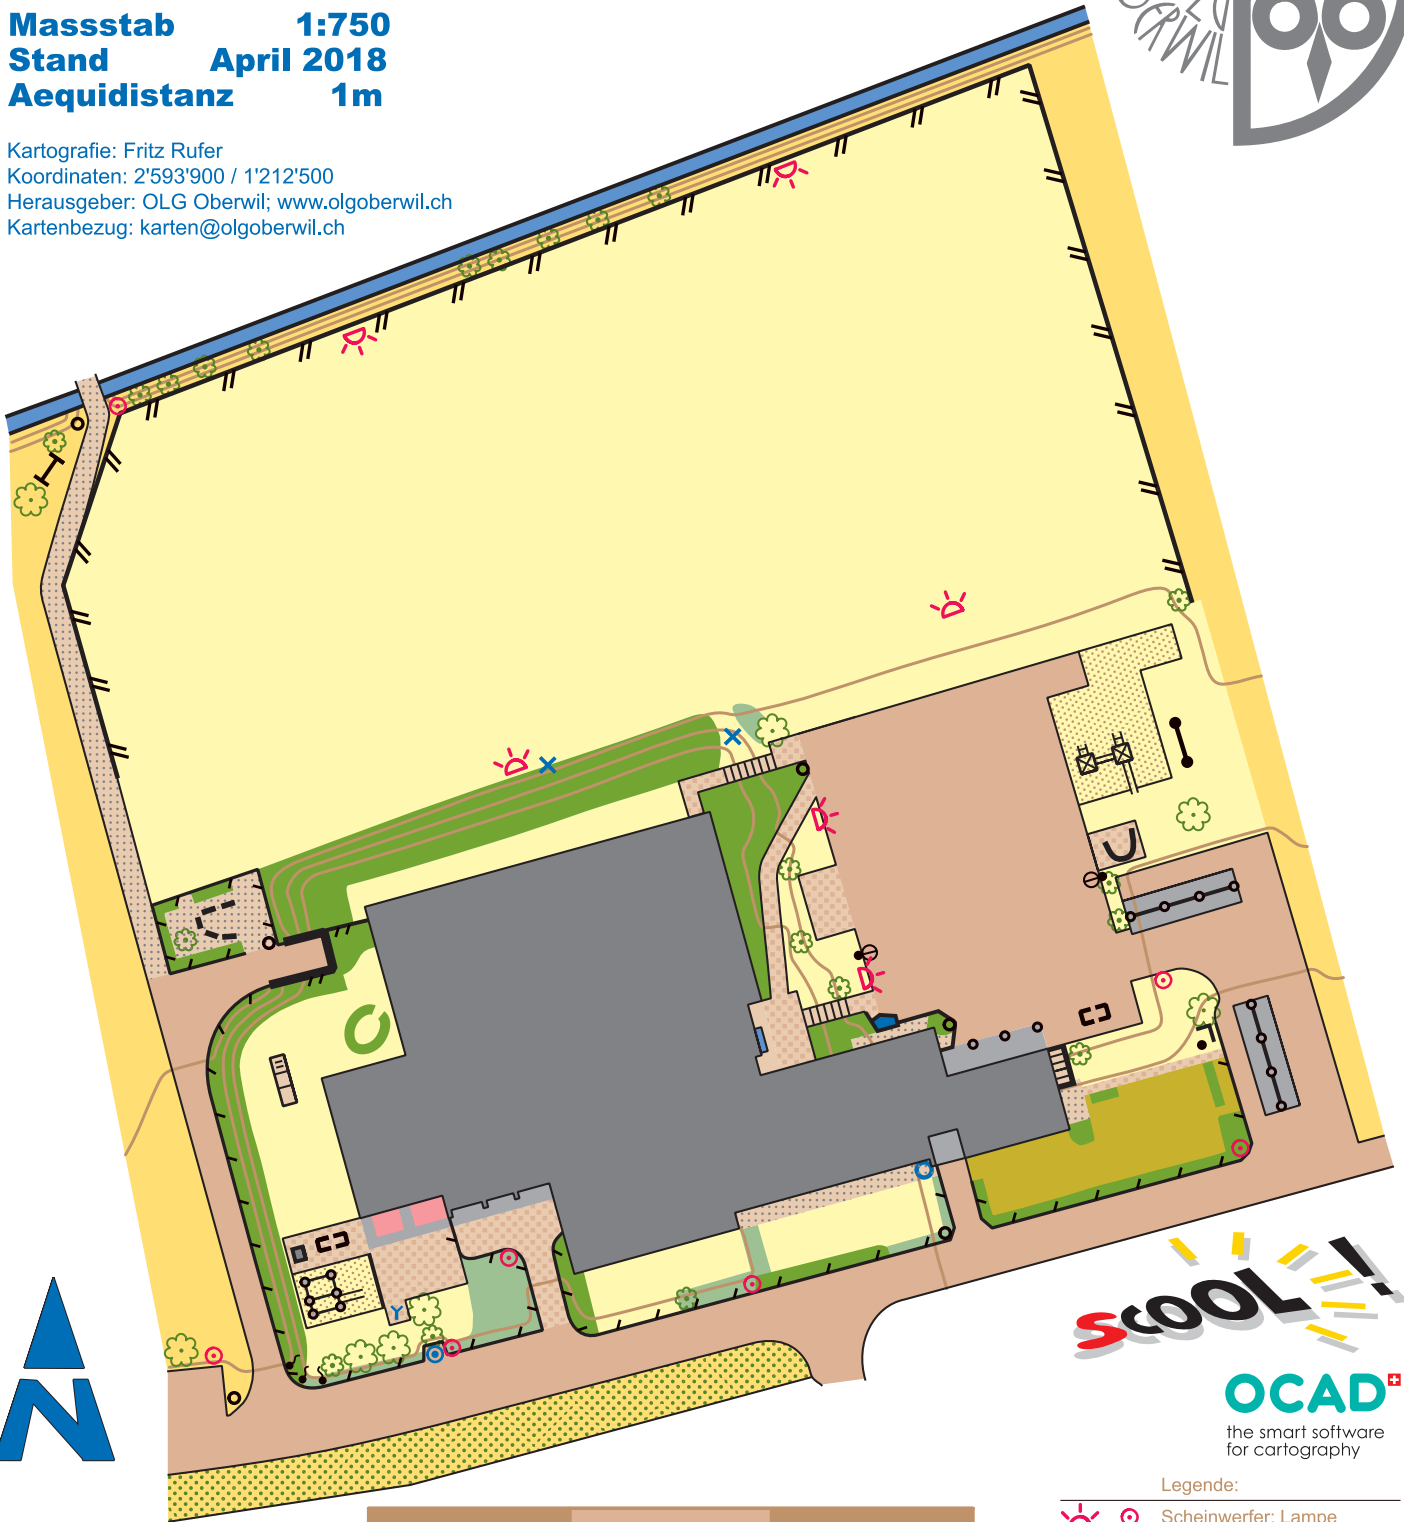 Massstab 1:750
Stand April 2018
Aequidistanz 1m
Kartografie: Fritz Rufer
Koordinaten: 2'593'900 / 1'212'500
Herausgeber: OLG Oberwil; www.olgoberwil.ch
Kartenbezug: karten@olgoberwil.ch
Y
N
sCOOL!
OCAD
the smart software
for cartography
Legende:
Scheinwerfer; Lampe